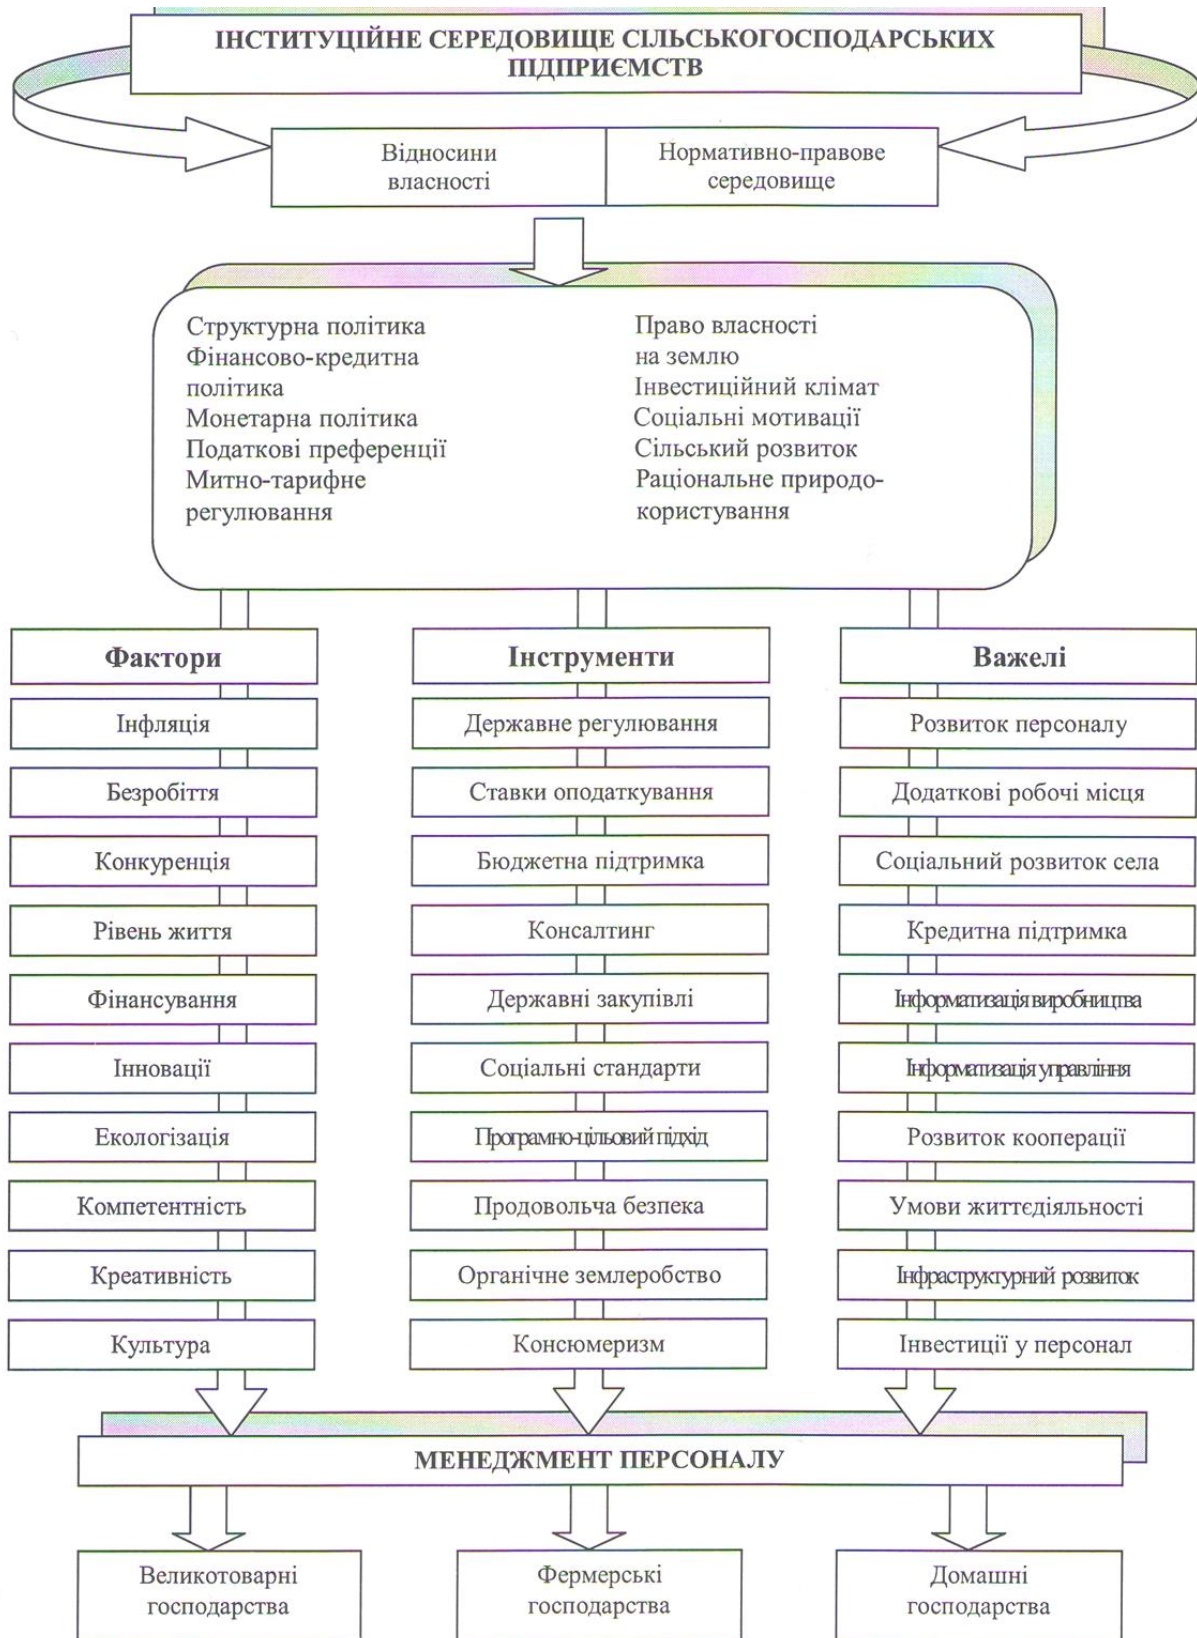 ІНСТИТУЦІЙНЕ СЕРЕДОВИЩЕ СІЛЬСЬКОГОСПОДАРСЬКИХ
ПІДПРИЄМСТВ
Відносини
власності
Нормативно-правове
середовище
Структурна політика
Фінансово-кредитна
політика
Монетарна політика
Податкові преференції
Митно-тарифне
регулювання
Право власності
на землю
Інвестиційний клімат
Соціальні мотивації
Сільський розвиток
Раціональне природо-
користування
Фактори
Інфляція
Безробіття
Конкуренція
Рівень життя
Фінансування
Інновації
Екологізація
Компетентність
Креативність
Культура
Інструменти
Державне регулювання
Ставки оподаткування
Бюджетна підтримка
Консалтинг
Державні закупівлі
Соціальні стандарти
Програмно-цільовий підхід
Продовольча безпека
Органічне землеробство
Консюмеризм
Важелі
Розвиток персоналу
Додаткові робочі місця
Соціальний розвиток села
Кредитна підтримка
Інформатизація виробництва
Інформатизація управління
Розвиток кооперації
Умови життєдіяльності
Інфраструктурний розвиток
Інвестиції у персонал
МЕНЕДЖМЕНТ ПЕРСОНАЛУ
Великотоварні
господарства
Фермерські
господарства
Домашні
господарства